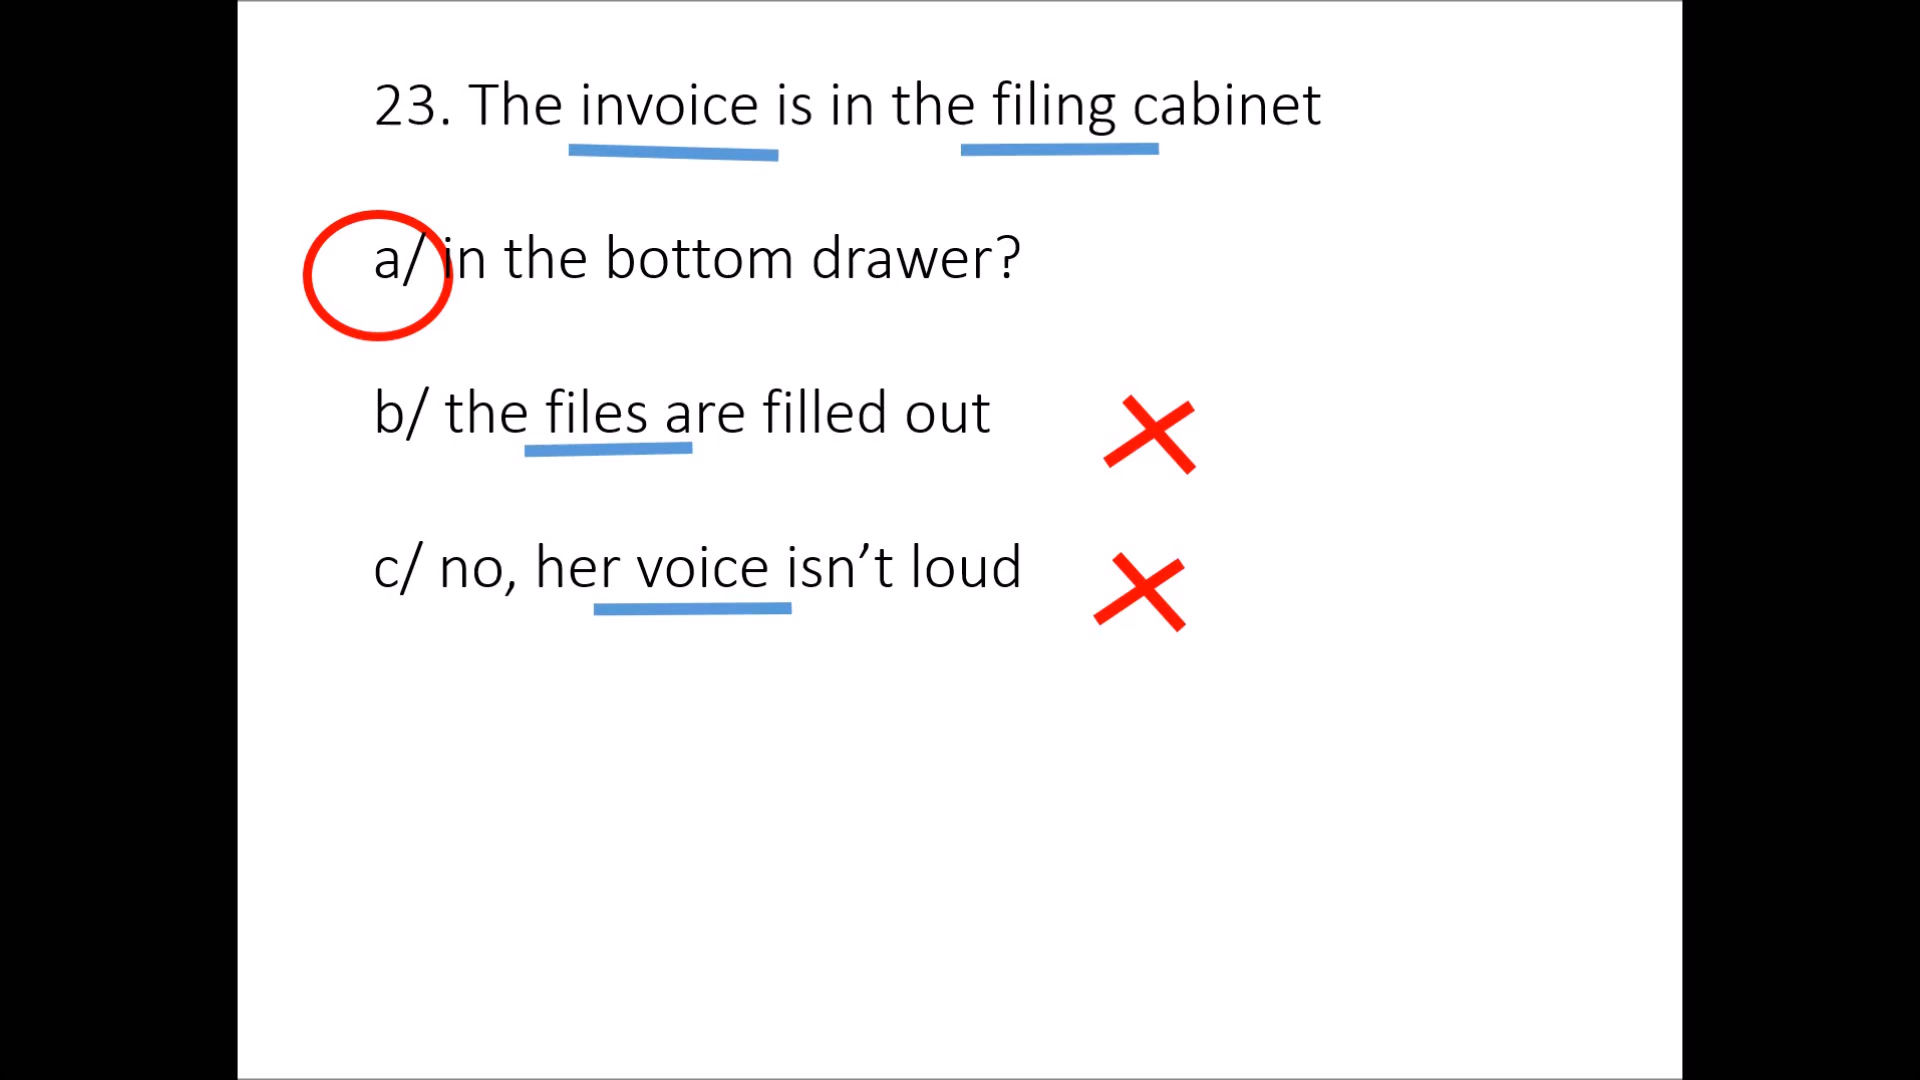 23. The invoice is in the filing cabinet
a/ in the bottom drawer?
b/ the files are filled out
c/ no, her voice isn’t loud